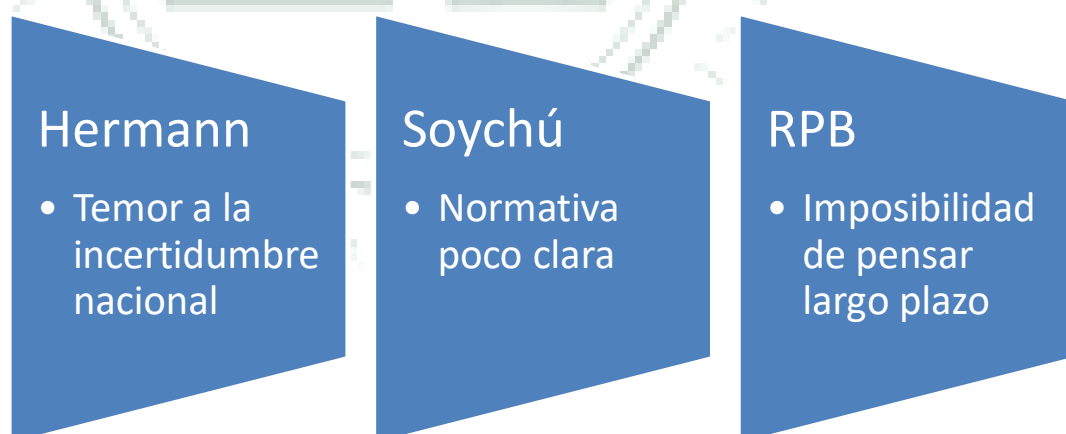 Hermann
• Temor a la
incertidumbre
nacional
Soychú
• Normativa
poco clara
RPB
• Imposibilidad
de pensar
largo plazo